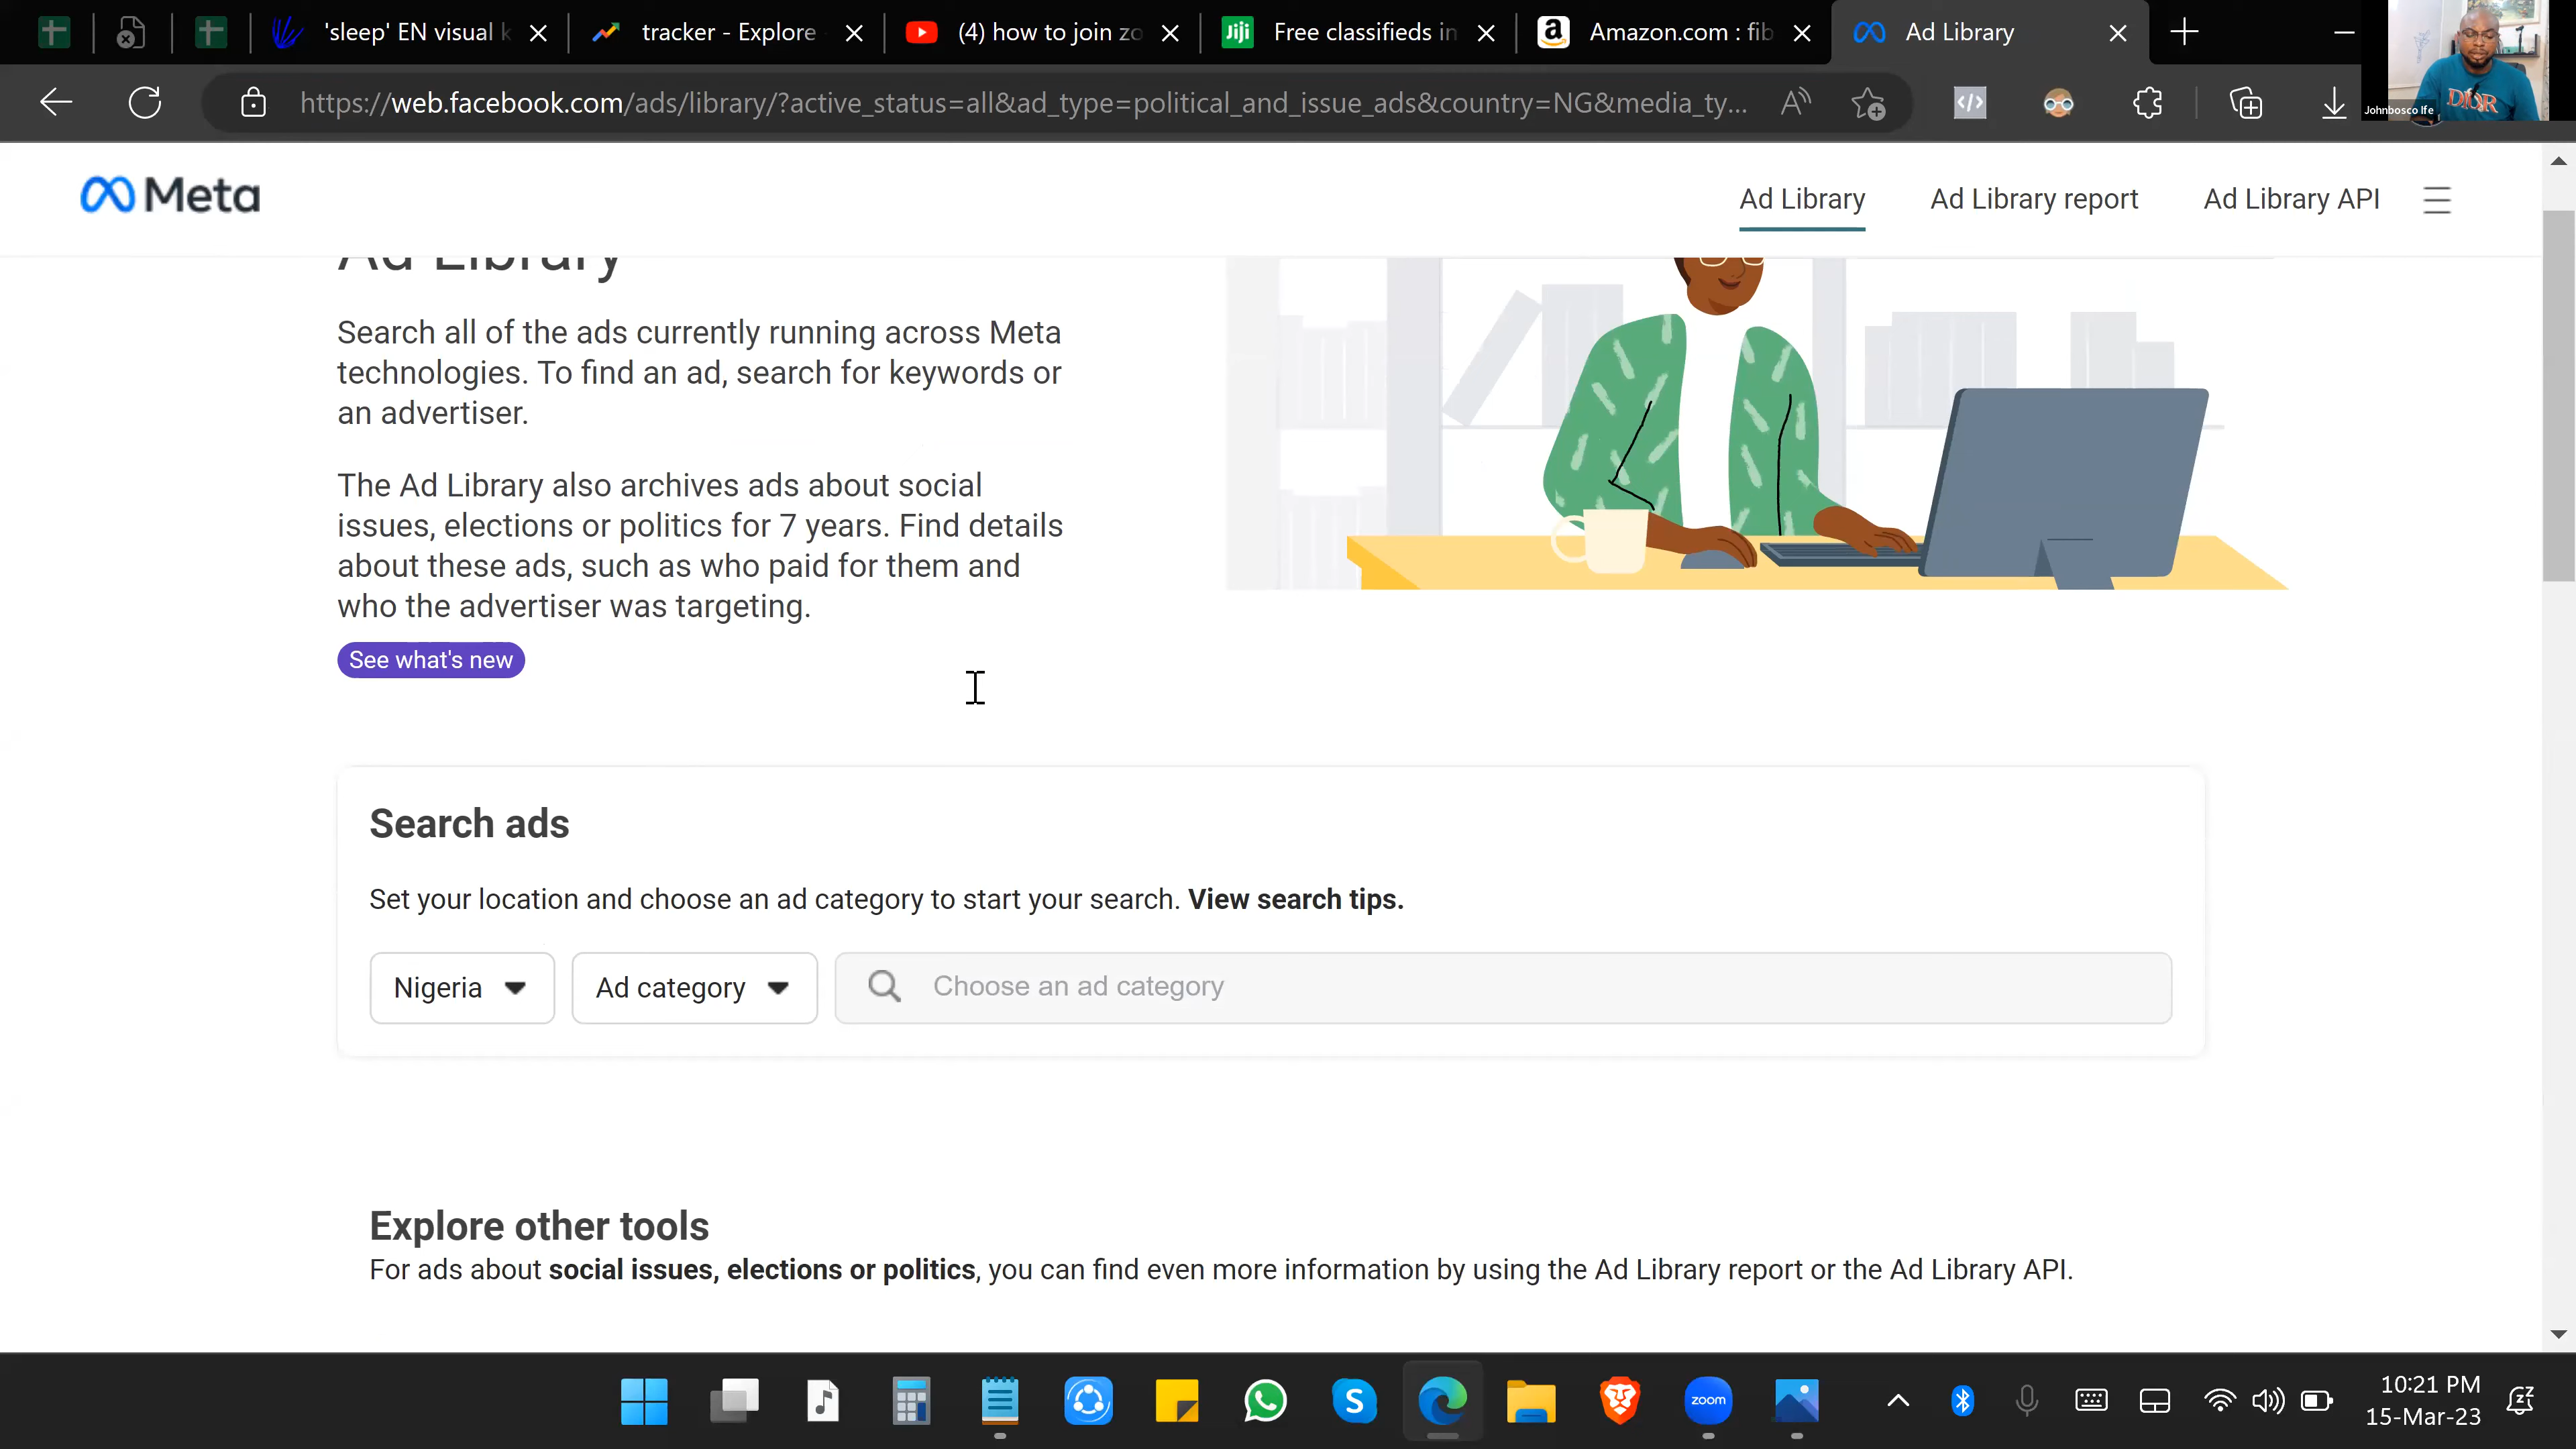 'sleep' EN visual k
tracker - Explore
(4) how to join zo
Jiji
Free classifieds in
Amazon.com : fib
Ad Library
https://web.facebook.com/ads/library/?active_status=all&ad_type=political_and_issue_ads&country=NG&media_ty...
DIOR
Johnbosco Ife
Meta
Ad Library
Ad Library report
Ad Library API
Ad Library
Search all of the ads currently running across Meta
technologies. To find an ad, search for keywords or
an advertiser.
The Ad Library also archives ads about social
issues, elections or politics for 7 years. Find details
about these ads, such as who paid for them and
who the advertiser was targeting.
See what's new
Search ads
Set your location and choose an ad category to start your search. View search tips.
Nigeria
Ad category
Choose an ad category
Explore other tools
For ads about social issues, elections or politics, you can find even more information by using the Ad Library report or the Ad Library API.
zoom
10:21 PM
15-Mar-23